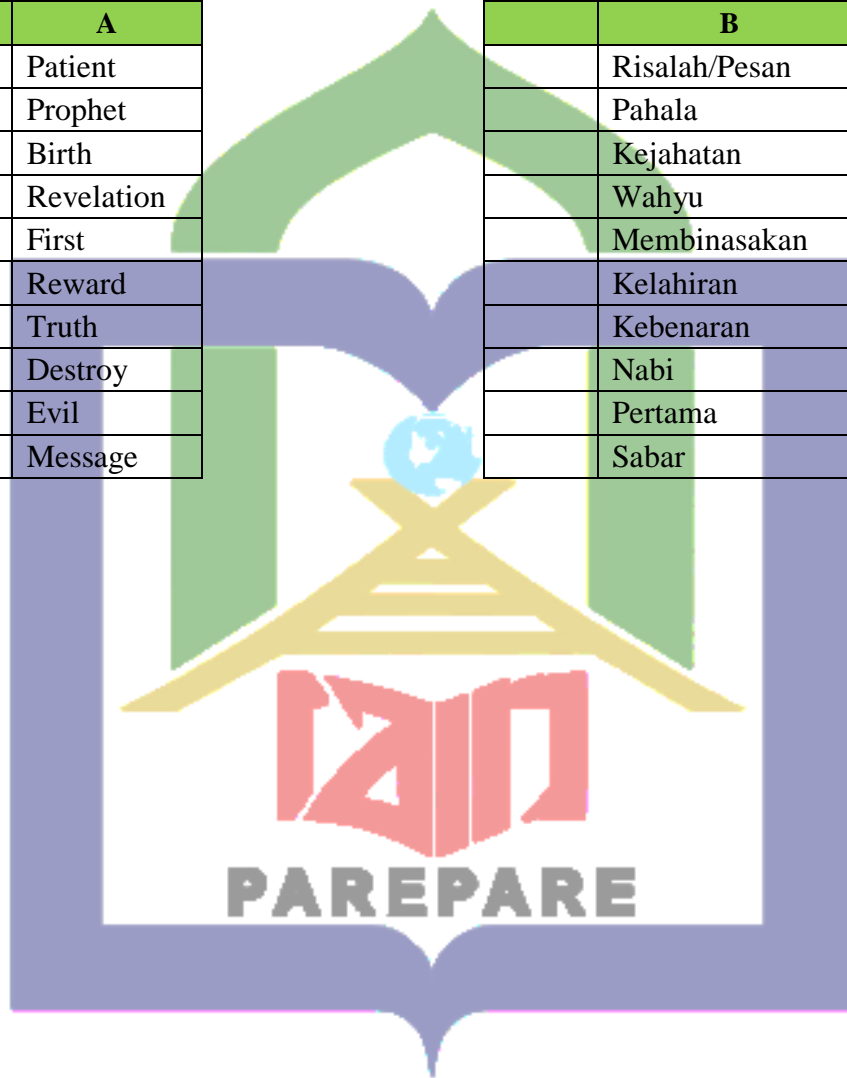 A B
Patient Risalah/Pesan
Prophet Pahala
Birth Kejahatan
Revelation Wahyu
First Membinasakan
Reward Kelahiran
Truth Kebenaran
Destroy Nabi
Evil Pertama
Message Sabar
iain
PAREPARE